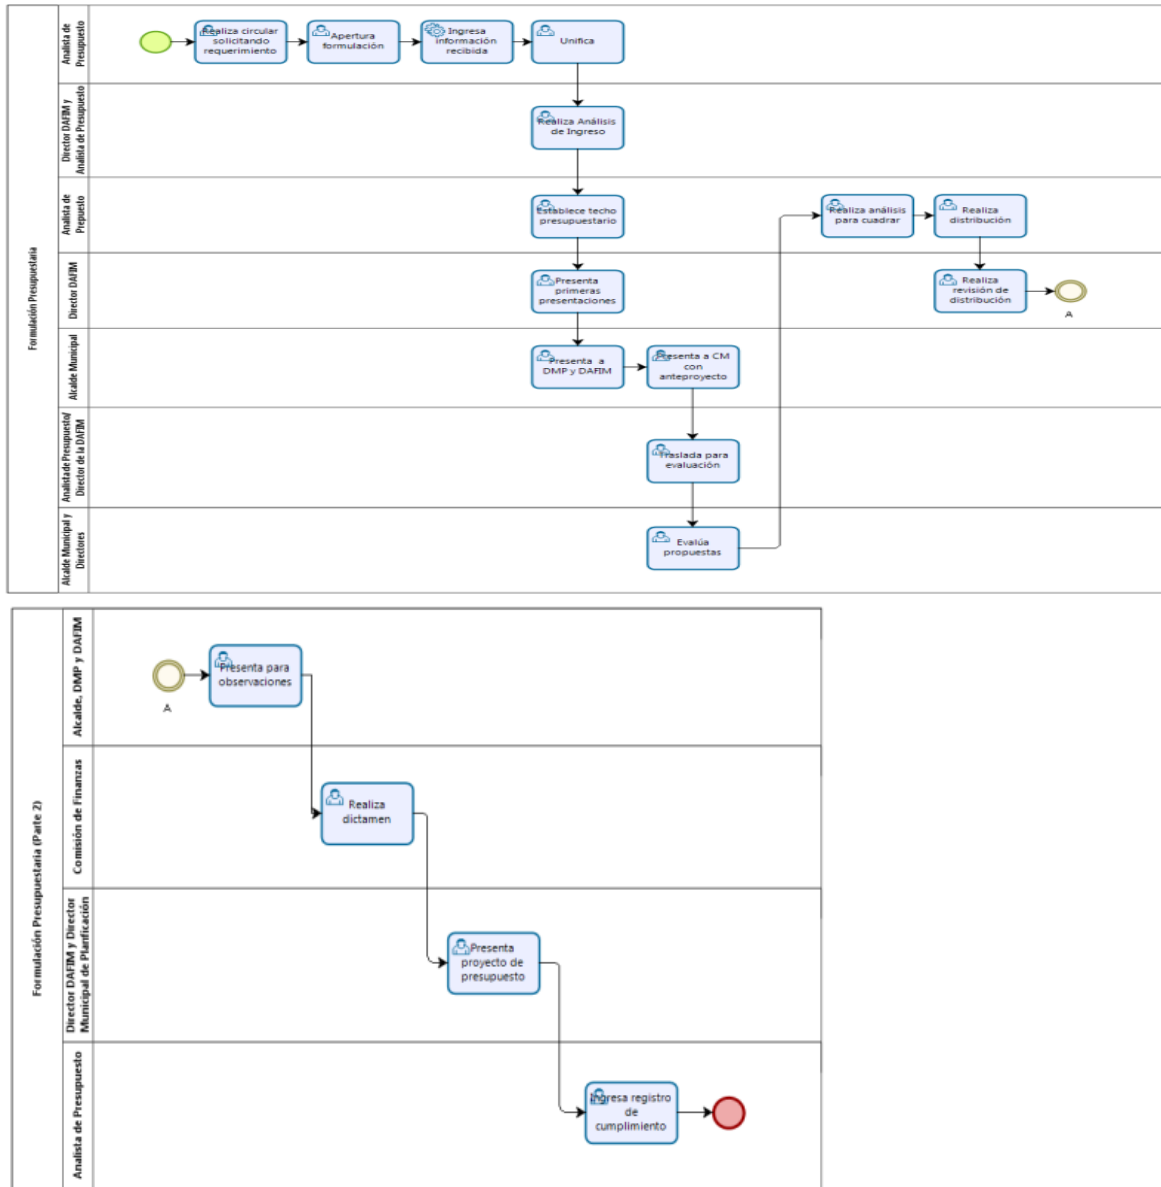 Formulación Presupuestaria
Analista de
Presupuesto
Realiza circular
solicitando
requerimiento
Apertura
formulación
Ingresa
información
recibida
Unifica
Director DAFIM y
Analista de Presupuesto
Realiza Análisis
de Ingreso
Analista de
Prepuesto
Establece techo
presupuestario
Realiza análisis
para cuadrar
Realiza
distribución
Director DAFIM
Presenta
primeras
presentaciones
Realiza
revisión de
distribución
A
Alcalde Municipal
Presenta a
DMP y DAFIM
Presenta a CM
con
anteproyecto
Analista de Presupuesto/
Director de la DAFIM
Traslada para
evaluación
Alcalde Municipal y
Directores
Evalúa
propuestas
Formulación Presupuestaria (Parte 2)
Alcalde, DMP y DAFIM
A
Presenta para
observaciones
Comisión de Finanzas
Realiza
dictamen
Director DAFIM y Director
Municipal de Planficación
Presenta
proyecto de
presupuesto
Analista de Presupuesto
Ingresa registro
de
cumplimiento